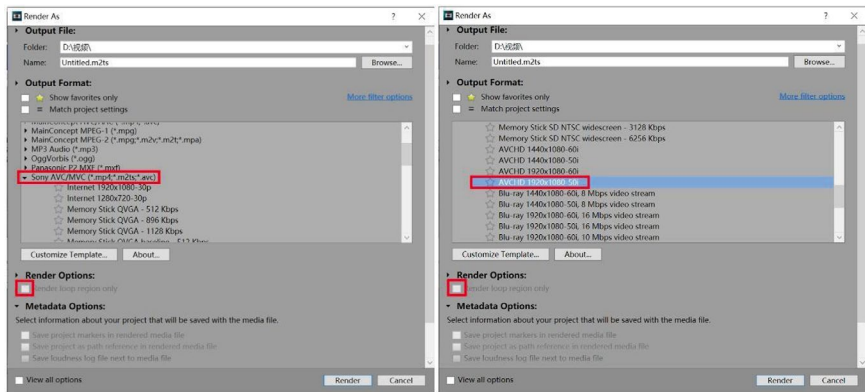 Render As
Output File:
Folder: D:\视频\
Name: Untitled.m2ts Browse...
Output Format:
Show favorites only More filter options
= Match project settings
MainConcept MPEG-1 (*.mpg)
MainConcept MPEG-2 (*.mpg;*.m2v;*.m2t;*.mpa)
MP3 Audio (*.mp3)
OggVorbis (*.ogg)
Panasonic P2 MXF (*.mxf)
Sony AVC/MVC (*.mp4;*.m2ts;*.avc)
Internet 1920x1080-30p
Internet 1280x720-30p
Memory Stick QVGA - 512 Kbps
Memory Stick QVGA - 896 Kbps
Memory Stick QVGA - 1128 Kbps
Memory Stick QVGA baseline - 512 Kbps
Customize Template... About...
Render Options:
Render loop region only
Metadata Options:
Select information about your project that will be saved with the media file.
Save project markers in rendered media file
Save project as path reference in rendered media file
Save loudness log file next to media file
View all options Render Cancel
Render As
Output File:
Folder: D:\视频\
Name: Untitled.m2ts Browse...
Output Format:
Show favorites only More filter options
= Match project settings
Memory Stick SD NTSC widescreen - 3128 Kbps
Memory Stick SD NTSC widescreen - 6256 Kbps
AVCHD 1440x1080-60i
AVCHD 1440x1080-50i
AVCHD 1920x1080-60i
AVCHD 1920x1080-50i
Blu-ray 1440x1080-60i, 8 Mbps video stream
Blu-ray 1440x1080-50i, 8 Mbps video stream
Blu-ray 1920x1080-60i, 16 Mbps video stream
Blu-ray 1920x1080-50i, 16 Mbps video stream
Blu-ray 1920x1080-60i, 10 Mbps video stream
Customize Template... About...
Render Options:
Render loop region only
Metadata Options:
Select information about your project that will be saved with the media file.
Save project markers in rendered media file
Save project as path reference in rendered media file
Save loudness log file next to media file
View all options Render Cancel